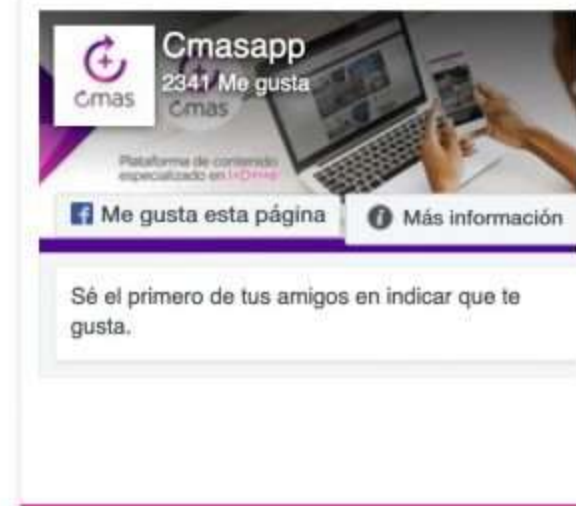 Cmasapp
2341 Me gusta
cmas
cmas
Plataforma de contenido
especializado en I+D+i+e
Me gusta esta página
Más información
Sé el primero de tus amigos en indicar que te
gusta.